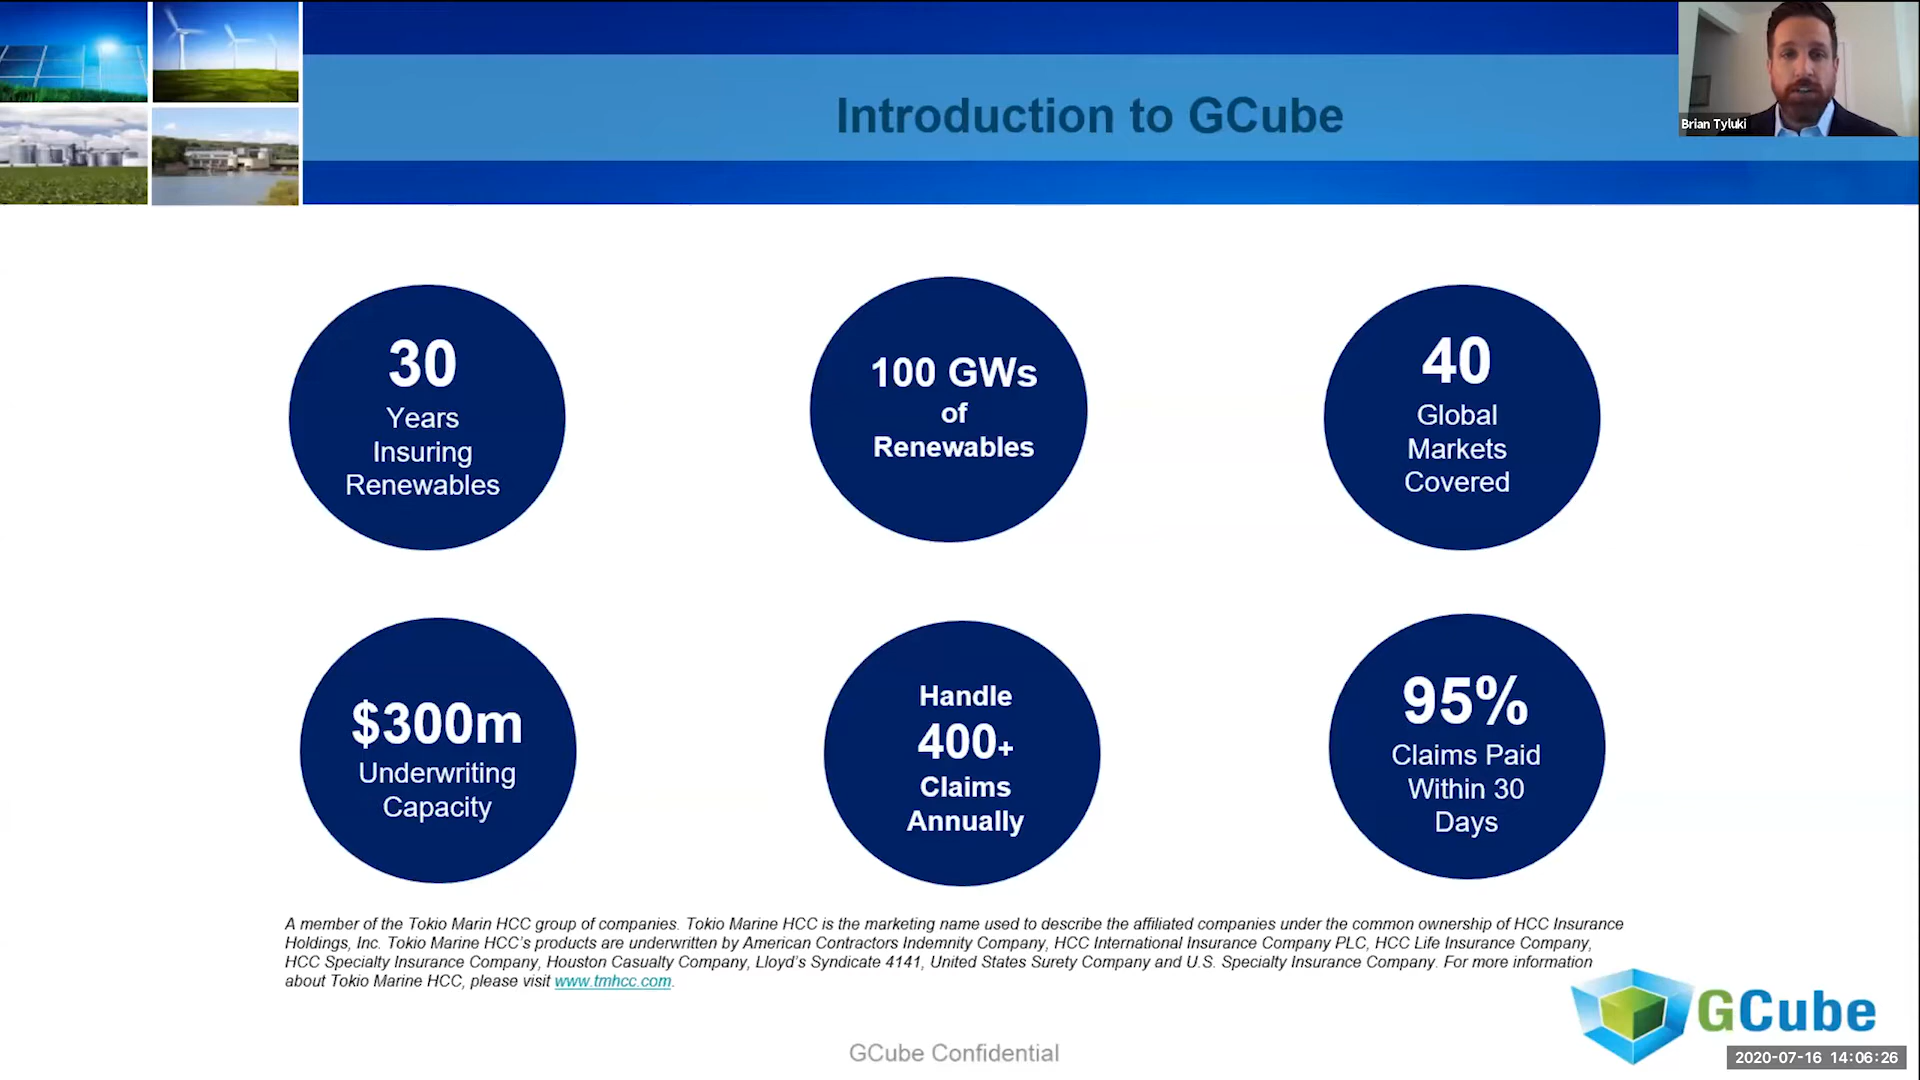 Introduction to GCube
Brian Tyluki
30
Years
Insuring
Renewables
100 GWs
of
Renewables
40
Global
Markets
Covered
$300m
Underwriting
Capacity
Handle
400+
Claims
Annually
95%
Claims Paid
Within 30
Days
A member of the Tokio Marin HCC group of companies. Tokio Marine HCC is the marketing name used to describe the affiliated companies under the common ownership of HCC Insurance
Holdings, Inc. Tokio Marine HCC's products are underwritten by American Contractors Indemnity Company, HCC International Insurance Company PLC, HCC Life Insurance Company,
HCC Specialty Insurance Company, Houston Casualty Company, Lloyd's Syndicate 4141, United States Surety Company and U.S. Specialty Insurance Company. For more information
about Tokio Marine HCC, please visit www.tmhcc.com.
GCube
GCube Confidential
2020-07-16 14:06:26